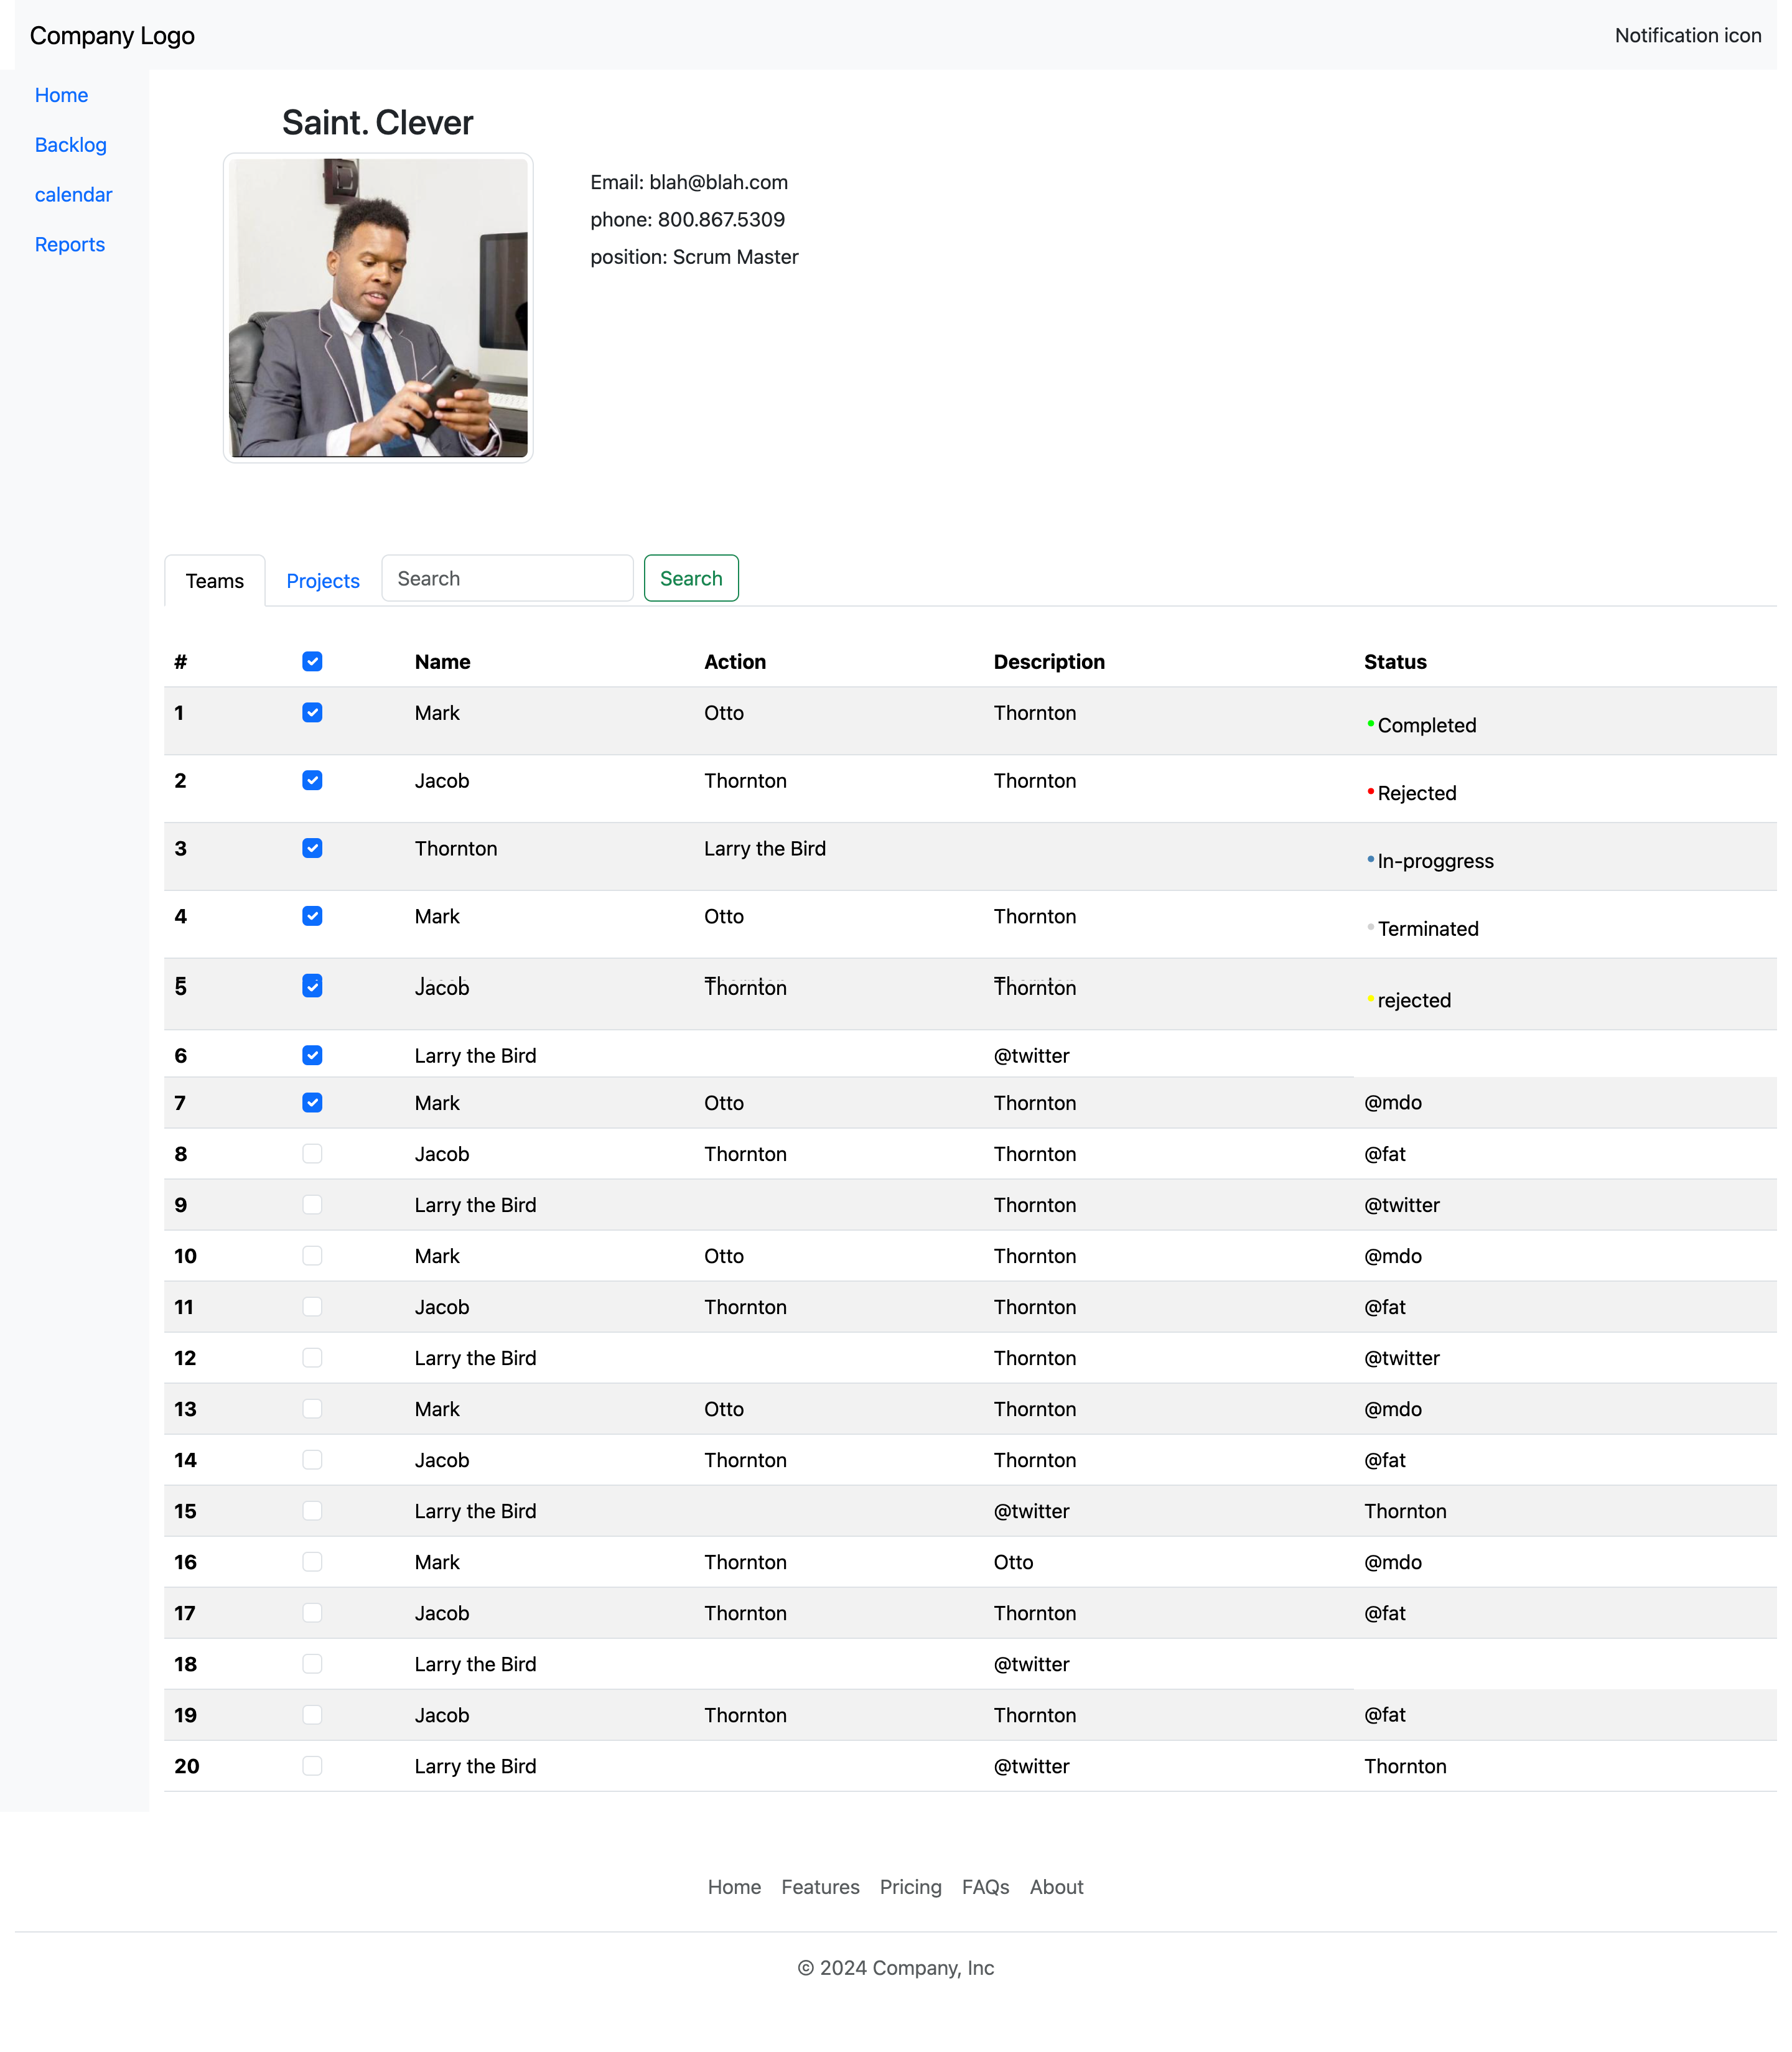 Company Logo Notification icon
Home
Backlog
calendar
Reports
Saint. Clever
Email: blah@blah.com
phone: 800.867.5309
position: Scrum Master
Teams Projects Search Search
# Name Action Description Status
1 Mark Otto Thornton Completed
2 Jacob Thornton Thornton Rejected
3 Thornton Larry the Bird In-proggress
4 Mark Otto Thornton Terminated
5 Jacob Thornton Thornton rejected
6 Larry the Bird @twitter
7 Mark Otto Thornton @mdo
8 Jacob Thornton Thornton @fat
9 Larry the Bird Thornton @twitter
10 Mark Otto Thornton @mdo
11 Jacob Thornton Thornton @fat
12 Larry the Bird Thornton @twitter
13 Mark Otto Thornton @mdo
14 Jacob Thornton Thornton @fat
15 Larry the Bird @twitter Thornton
16 Mark Thornton Otto @mdo
17 Jacob Thornton Thornton @fat
18 Larry the Bird @twitter
19 Jacob Thornton Thornton @fat
20 Larry the Bird @twitter Thornton
Home Features Pricing FAQs About
© 2024 Company, Inc